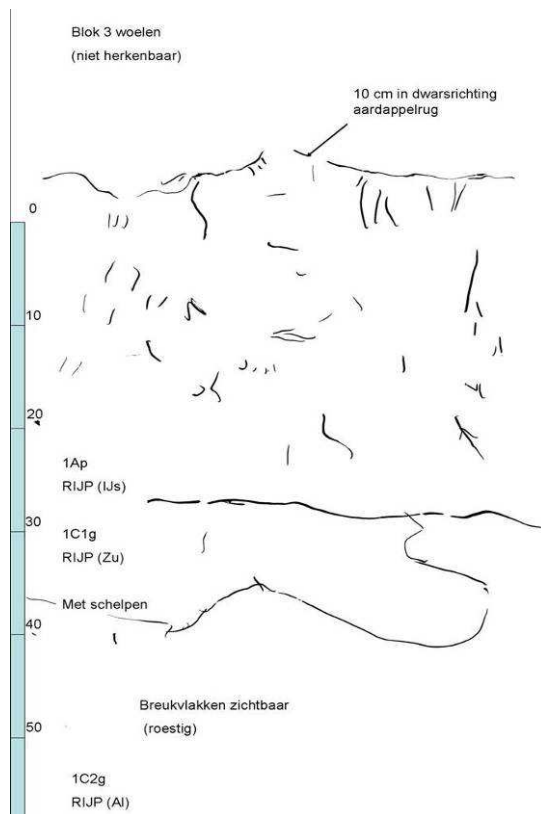 Blok 3 woelen
(niet herkenbaar)
10 cm in dwarsrichting
aardappelrug
0
10
20
1Ap
RIJP (IJs)
30
1C1g
RIJP (Zu)
Met schelpen
40
Breukvlakken zichtbaar
(roestig)
50
1C2g
RIJP (Al)